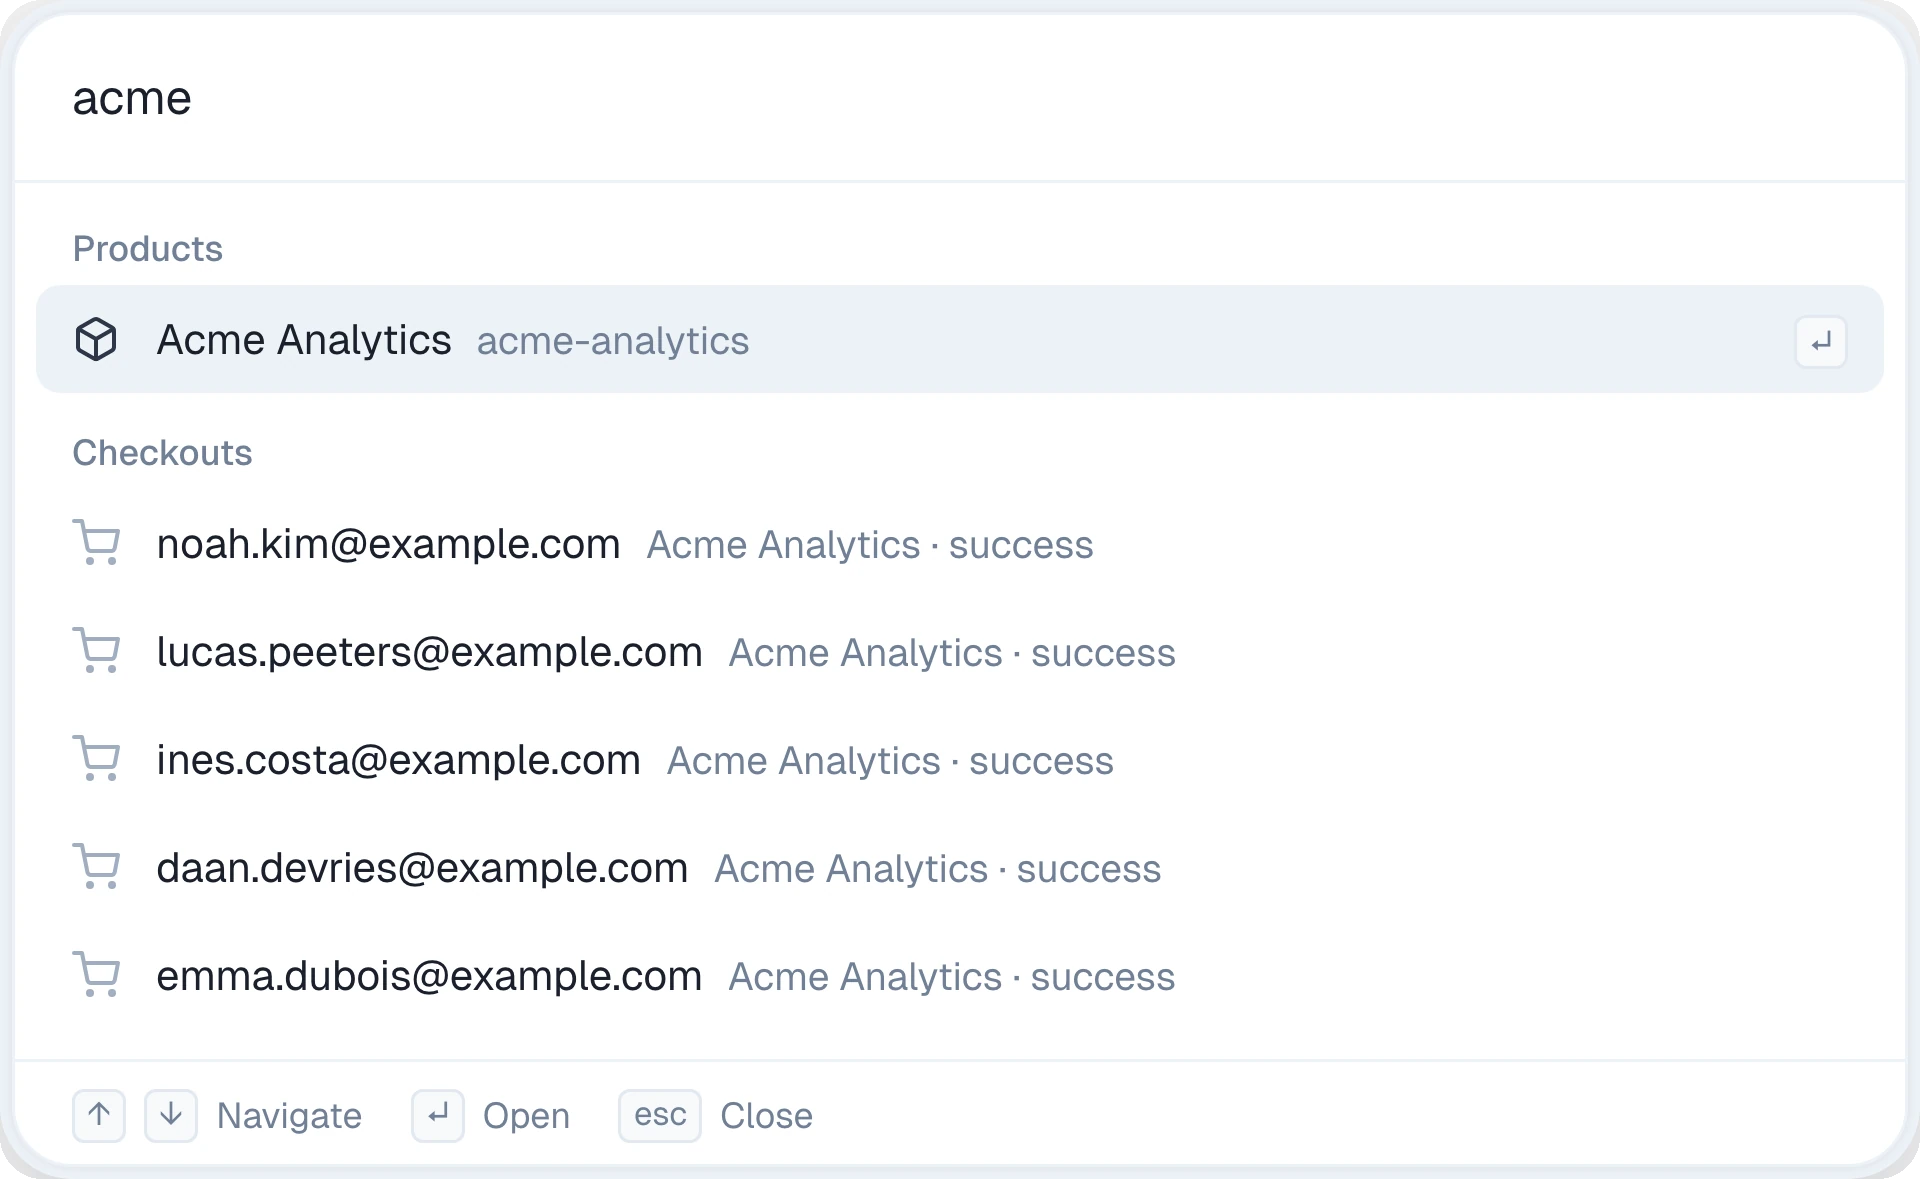 acme
Products
Acme Analytics acme-analytics ↵
Checkouts
noah.kim@example.com Acme Analytics · success
lucas.peeters@example.com Acme Analytics · success
ines.costa@example.com Acme Analytics · success
daan.devries@example.com Acme Analytics · success
emma.dubois@example.com Acme Analytics · success
↑ ↓ Navigate ↵ Open esc Close